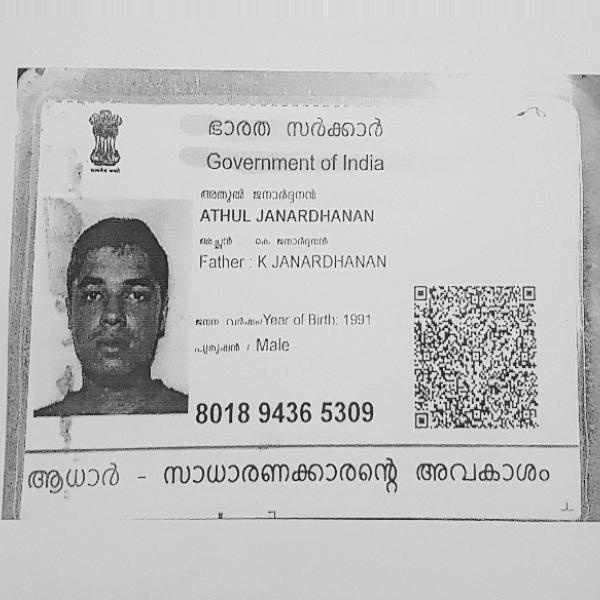 ഭാരത സർക്കാർ
Government of India
അതുൽ ജനാർദ്ദനൻ
ATHUL JANARDHANAN
അച്ഛൻ : കെ ജനാർദ്ദനൻ
Father : K JANARDHANAN
ജനന വർഷം/Year of Birth: 1991
പുരുഷൻ / Male
8018 9436 5309
ആധാർ - സാധാരണക്കാരന്റെ അവകാശം